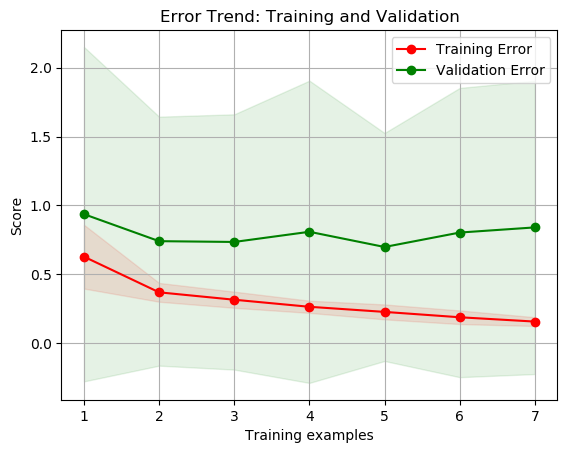 Error Trend: Training and Validation
Training Error
Validation Error
Score
2.0
1.5
1.0
0.5
0.0
1 2 3 4 5 6 7
Training examples